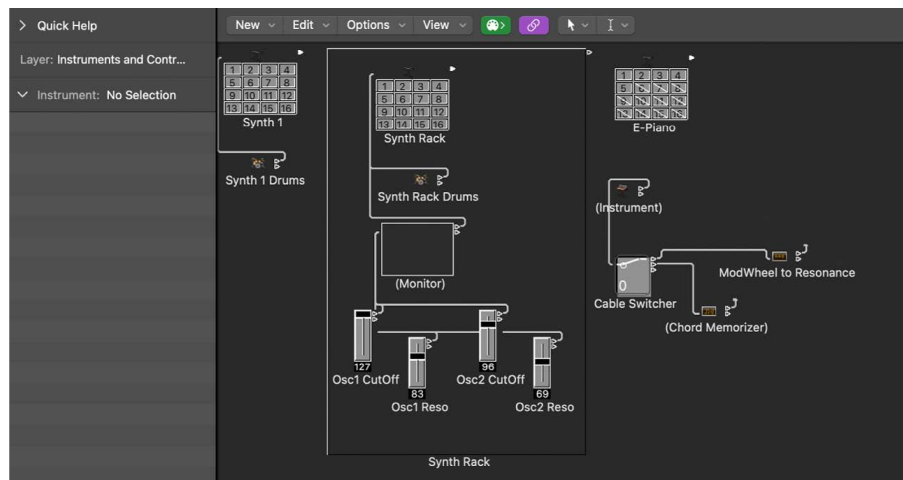 Quick Help
New
Edit
Options
View
Layer: Instruments and Contr...
Instrument: No Selection
1 2 3 4
5 6 7 8
9 10 11 12
13 14 15 16
Synth 1
Synth 1 Drums
1 2 3 4
5 6 7 8
9 10 11 12
13 14 15 16
Synth Rack
Synth Rack Drums
(Monitor)
127
Osc1 CutOff
83
Osc1 Reso
96
Osc2 CutOff
69
Osc2 Reso
Synth Rack
1 2 3 4
E-Piano
(Instrument)
0
Cable Switcher
ModWheel to Resonance
(Chord Memorizer)